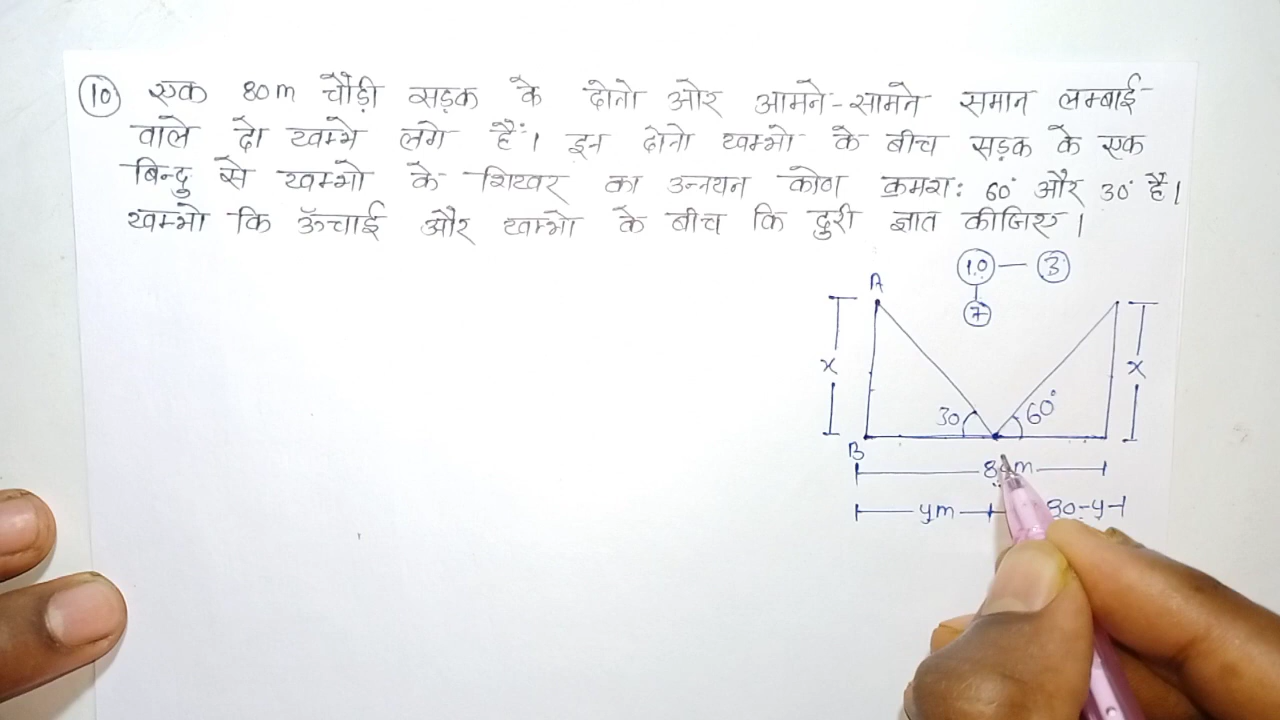 10 एक 80m चौड़ी सड़क के दोनो ओर आमने-सामने समान लम्बाई
वाले दो खम्भे लगे हैं। इन दोनो खम्भो के बीच सड़क के एक
बिन्दु से खम्भो के शिखर का उन्नयन कोण क्रमश: 60° और 30° है।
खम्भो कि ऊँचाई और खम्भो के बीच कि दुरी ज्ञात कीजिए।
10 — 3
7
A
x x
30 60°
B
80m
ym 80-y